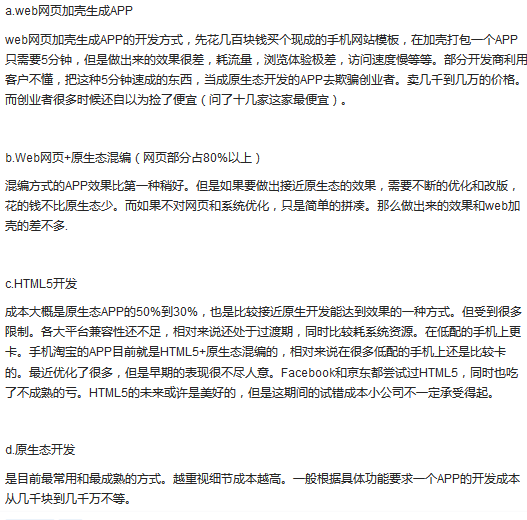 a.web网页加壳生成APP
web网页加壳生成APP的开发方式，先花几百块钱买个现成的手机网站模板，在加壳打包一个APP
只需要5分钟，但是做出来的效果很差，耗流量，浏览体验极差，访问速度慢等等。部分开发商利用
客户不懂，把这种5分钟速成的东西，当成原生态开发的APP去欺骗创业者。卖几千到几万的价格。
而创业者很多时候还自以为捡了便宜（问了十几家这家最便宜）。
b.Web网页+原生态混编（网页部分占80%以上）
混编方式的APP效果比第一种稍好。但是如果要做出接近原生态的效果，需要不断的优化和改版，
花的钱不比原生态少。而如果不对网页和系统优化，只是简单的拼凑。那么做出来的效果和web加
壳的差不多.
c.HTML5开发
成本大概是原生态APP的50%到30%，也是比较接近原生开发能达到效果的一种方式。但受到很多
限制。各大平台兼容性还不足，相对来说还处于过渡期，同时比较耗系统资源。在低配的手机上更
卡。手机淘宝的APP目前就是HTML5+原生态混编的，相对来说在很多低配的手机上还是比较卡
的。最近优化了很多，但是早期的表现很不尽人意。Facebook和京东都尝试过HTML5，同时也吃
了不成熟的亏。HTML5的未来或许是美好的，但是这期间的试错成本小公司不一定承受得起。
d.原生态开发
是目前最常用和最成熟的方式。越重视细节成本越高。一般根据具体功能要求一个APP的开发成本
从几千块到几千万不等。